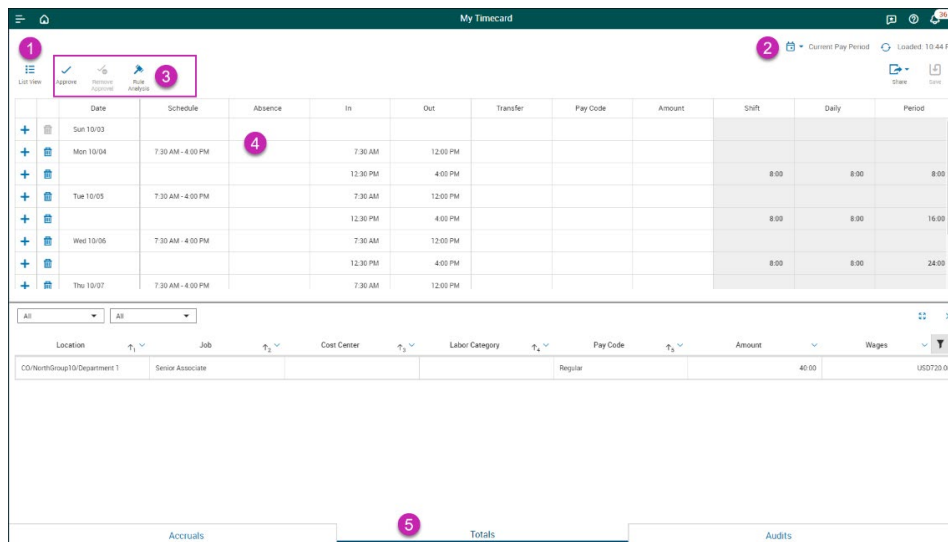 My Timecard
36
1
2
Current Pay Period
Loaded: 10:44
3
List View
Approve
Remove Approval
Rule Analysis
Share
Save
Date Schedule Absence In Out Transfer Pay Code Amount Shift Daily Period
Sun 10/03
4
Mon 10/04 7:30 AM - 4:00 PM 7:30 AM 12:00 PM
12:30 PM 4:00 PM 8:00 8:00 8:00
Tue 10/05 7:30 AM - 4:00 PM 7:30 AM 12:00 PM
12:30 PM 4:00 PM 8:00 8:00 16:00
Wed 10/06 7:30 AM - 4:00 PM 7:30 AM 12:00 PM
12:30 PM 4:00 PM 8:00 8:00 24:00
Thu 10/07 7:30 AM - 4:00 PM 7:30 AM 12:00 PM
All All
Location 1 Job 2 Cost Center 3 Labor Category 4 Pay Code 5 Amount Wages
CO/NorthGroup10/Department 1 Senior Associate Regular 40:00 USD720.0
5
Accruals Totals Audits